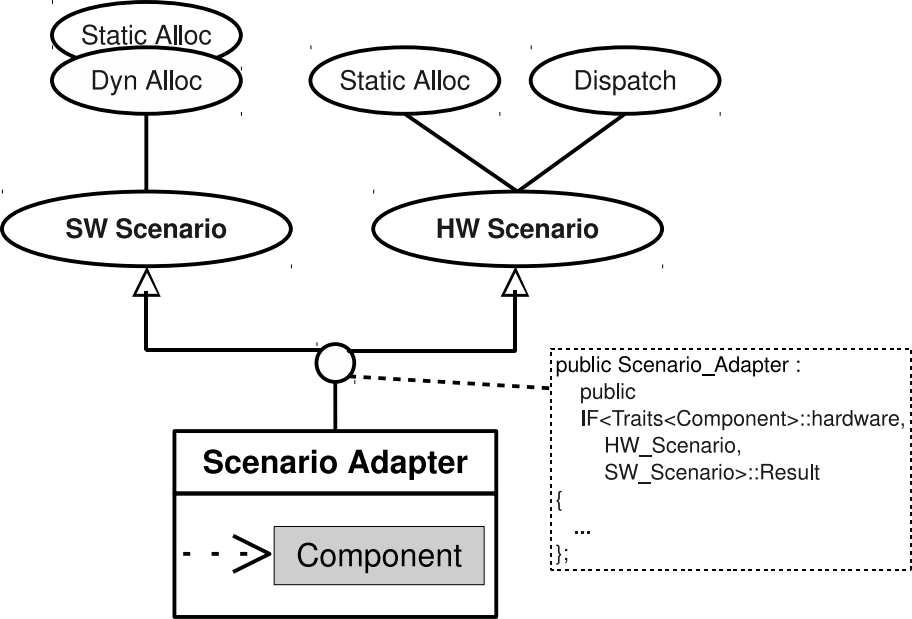 Static Alloc
Dyn Alloc
Static Alloc
Dispatch
SW Scenario
HW Scenario
public Scenario_Adapter :
public
IF<Traits<Component>::hardware,
HW_Scenario,
SW_Scenario>::Result
{
...
};
Scenario Adapter
Component